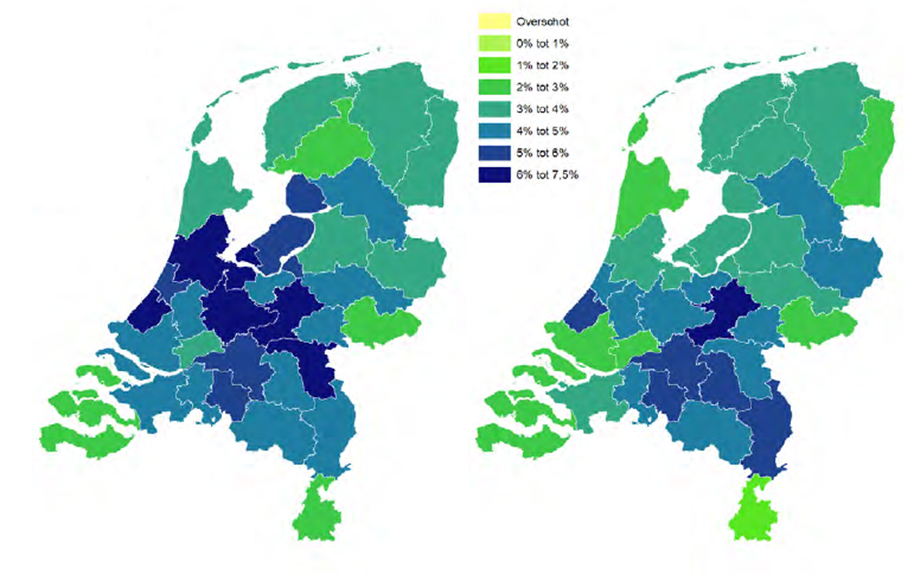 Overschot
0% tot 1%
1% tot 2%
2% tot 3%
3% tot 4%
4% tot 5%
5% tot 6%
6% tot 7,5%